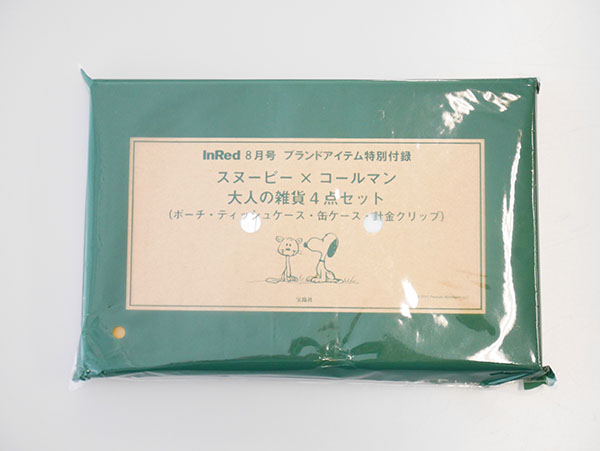 InRed 8月号 ブランドアイテム特別付録
スヌーピー × コールマン
大人の雑貨4点セット
(ポーチ・ティッシュケース・缶ケース・計金クリップ)
宝島社